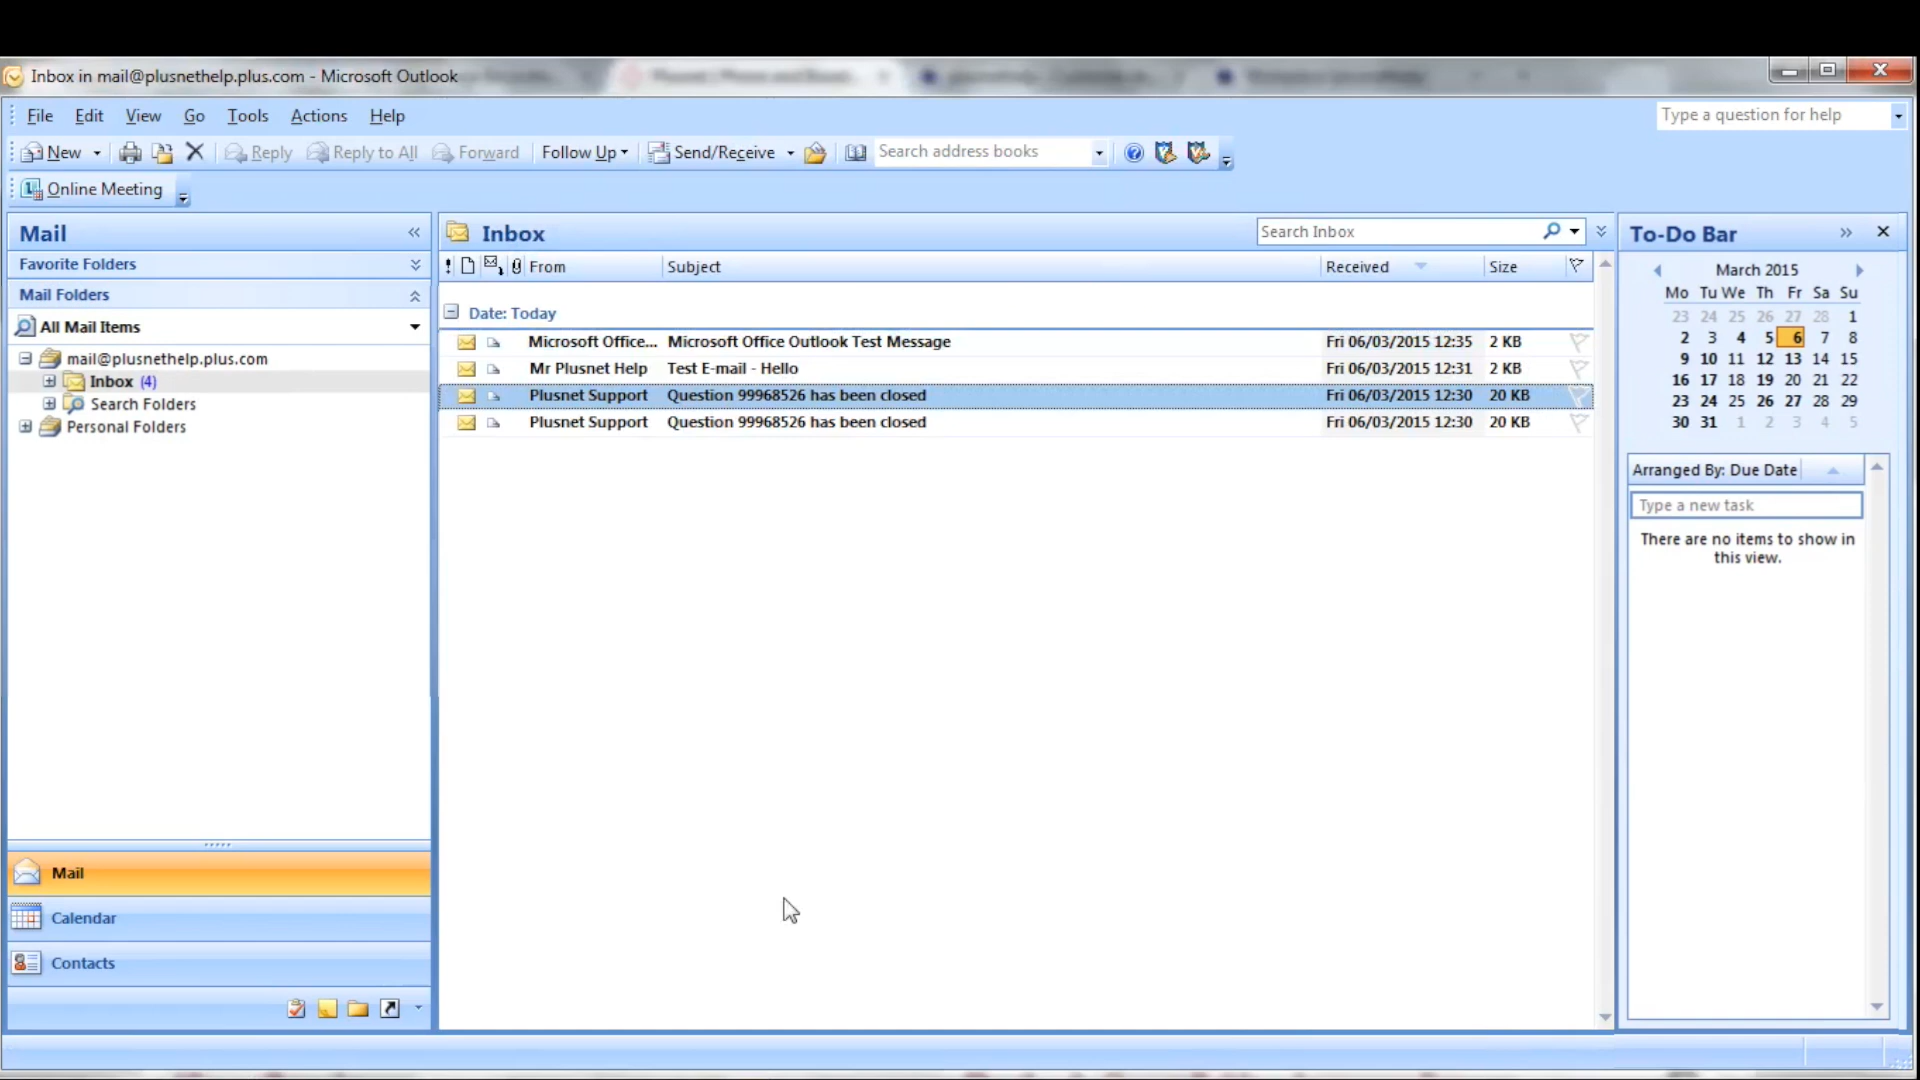 Inbox in mail@plusnethelp.plus.com - Microsoft Outlook
File Edit View Go Tools Actions Help
Type a question for help
New Reply Reply to All Forward Follow Up Send/Receive Search address books
Online Meeting
Mail
Favorite Folders
Mail Folders
All Mail Items
mail@plusnethelp.plus.com
Inbox (4)
Search Folders
Personal Folders
Mail
Calendar
Contacts
Inbox
Search Inbox
From Subject Received Size
Date: Today
Microsoft Office... Microsoft Office Outlook Test Message Fri 06/03/2015 12:35 2 KB
Mr Plusnet Help Test E-mail - Hello Fri 06/03/2015 12:31 2 KB
Plusnet Support Question 99968526 has been closed Fri 06/03/2015 12:30 20 KB
Plusnet Support Question 99968526 has been closed Fri 06/03/2015 12:30 20 KB
To-Do Bar
March 2015
Mo Tu We Th Fr Sa Su
23 24 25 26 27 28 1
2 3 4 5 6 7 8
9 10 11 12 13 14 15
16 17 18 19 20 21 22
23 24 25 26 27 28 29
30 31 1 2 3 4 5
Arranged By: Due Date
Type a new task
There are no items to show in
this view.